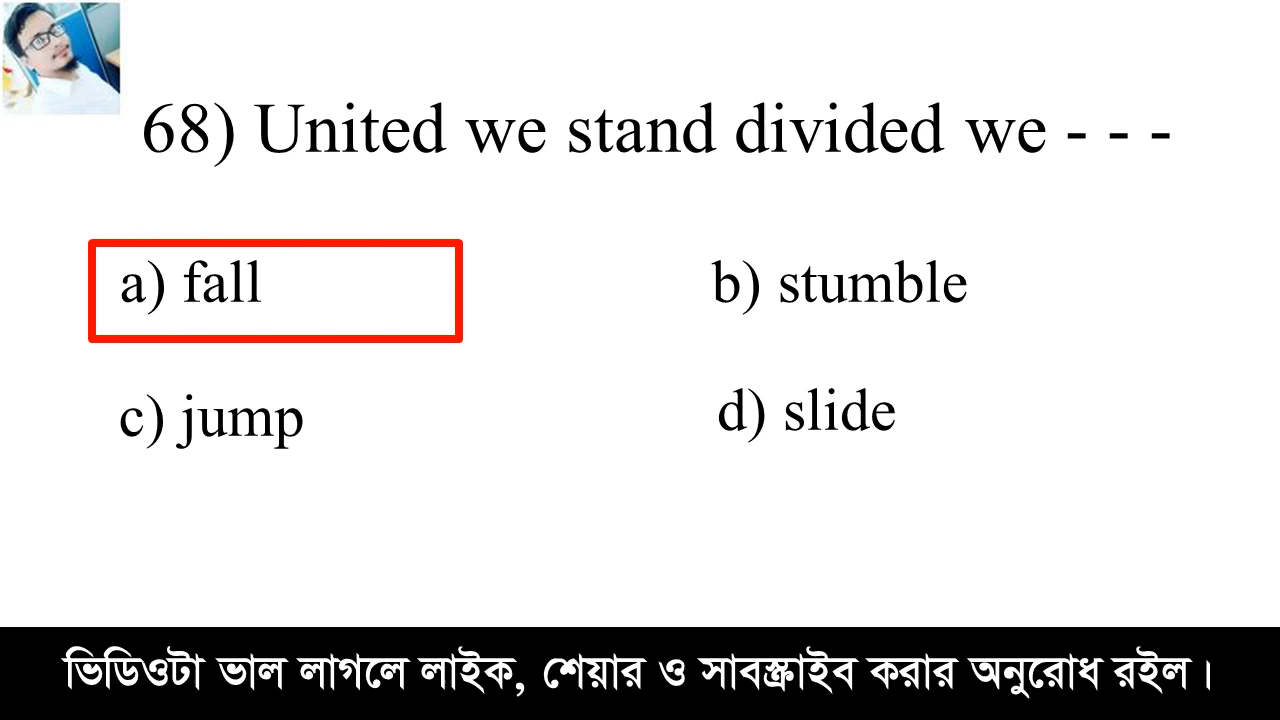 68) United we stand divided we - - -
a) fall
b) stumble
c) jump
d) slide
ভিডিওটা ভাল লাগলে লাইক, শেয়ার ও সাবস্ক্রাইব করার অনুরোধ রইল।